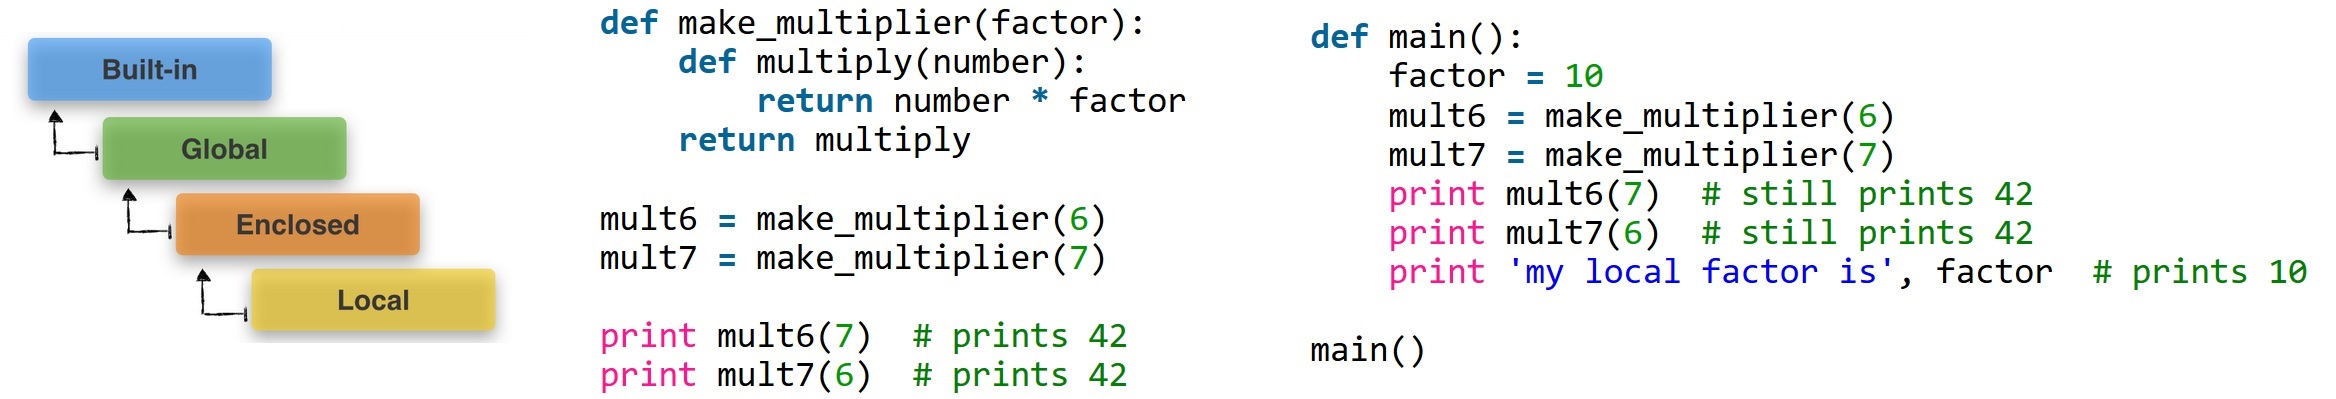 Built-in
Global
Enclosed
Local
def make_multiplier(factor):
    def multiply(number):
        return number * factor
    return multiply
mult6 = make_multiplier(6)
mult7 = make_multiplier(7)
print mult6(7)  # prints 42
print mult7(6)  # prints 42
def main():
    factor = 10
    mult6 = make_multiplier(6)
    mult7 = make_multiplier(7)
    print mult6(7)  # still prints 42
    print mult7(6)  # still prints 42
    print 'my local factor is', factor  # prints 10
main()